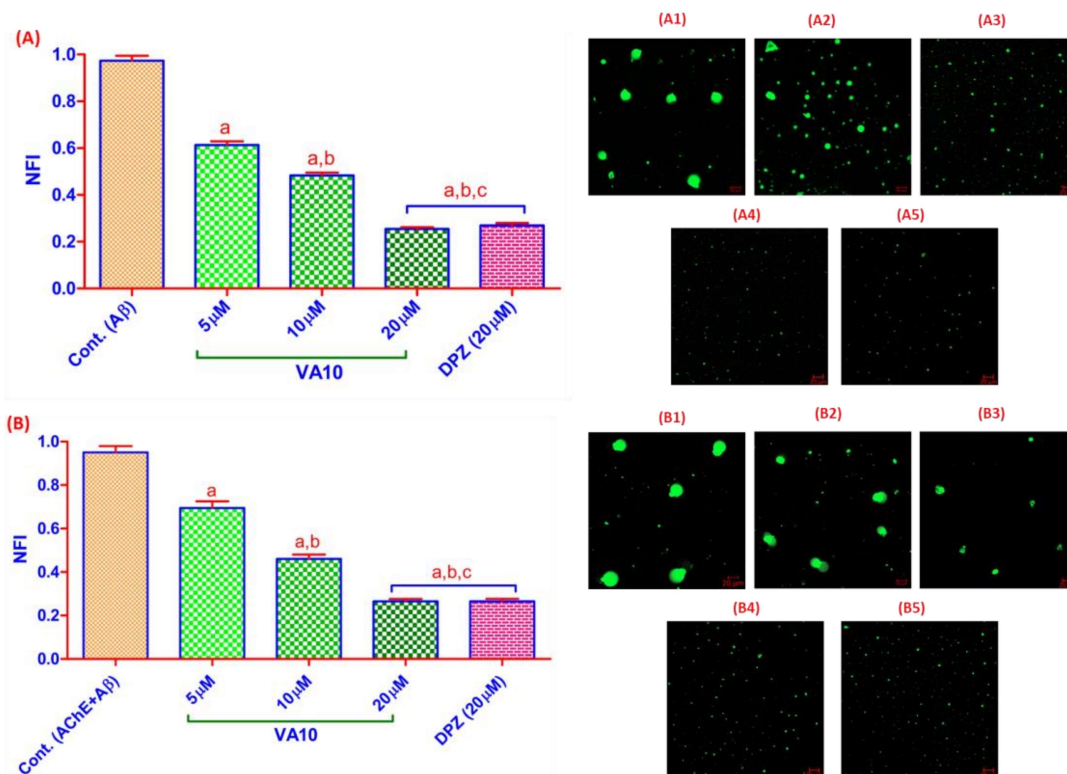 (A)
NFI
1.0
0.8
0.6
0.4
0.2
0.0
a
a,b
a,b,c
Cont. (Aβ)
5μM
10μM
20μM
DPZ (20μM)
VA10
(A1)
(A2)
(A3)
(A4)
(A5)
(B)
NFI
1.0
0.8
0.6
0.4
0.2
0.0
a
a,b
a,b,c
Cont. (AChE+Aβ)
5μM
10μM
20μM
DPZ (20μM)
VA10
(B1)
(B2)
(B3)
20 μm
(B4)
(B5)